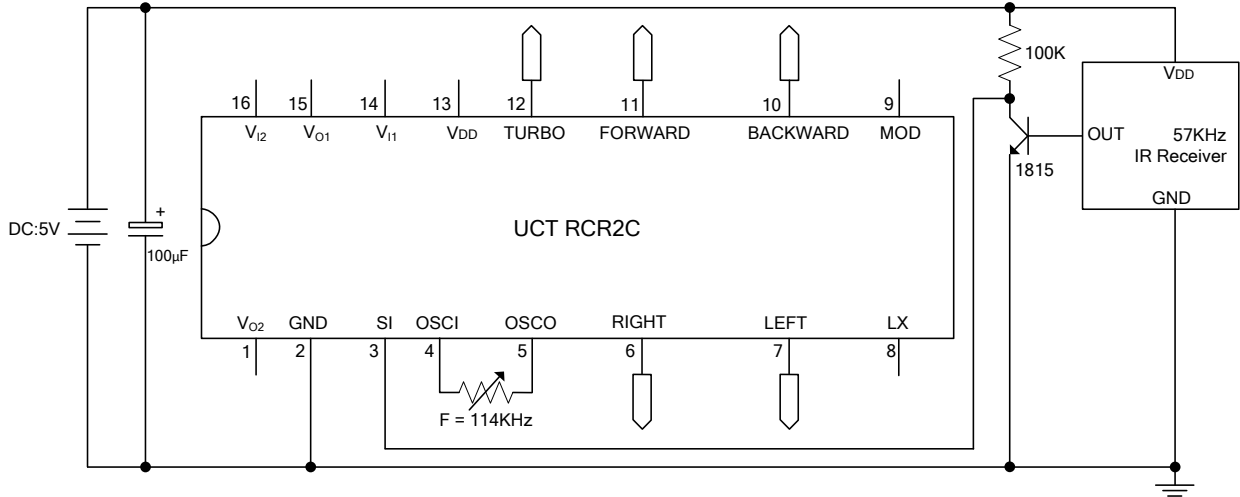 100K
VDD
16
15
14
13
12
11
10
9
VI2
VO1
VI1
VDD
TURBO
FORWARD
BACKWARD
MOD
OUT
57KHz
IR Receiver
1815
GND
DC:5V
+
100µF
UCT RCR2C
VO2
GND
SI
OSCI
OSCO
RIGHT
LEFT
LX
1
2
3
4
5
6
7
8
F = 114KHz